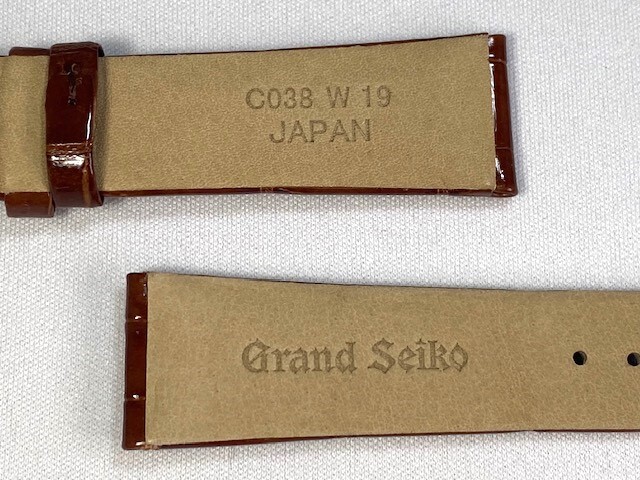 C038 W 19
JAPAN
Grand Seiko